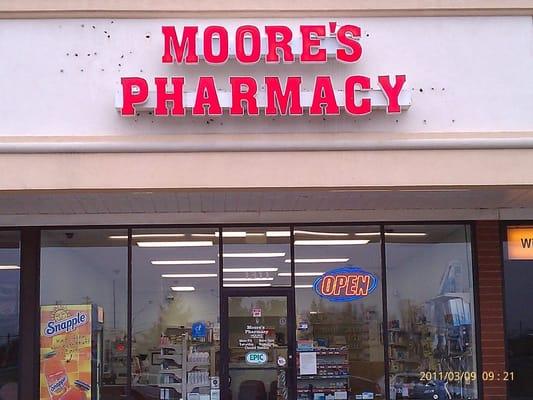 MOORE'S
PHARMACY
OPEN
Snapple
Moore's
Pharmacy
EPIC
2011/03/09 09:21